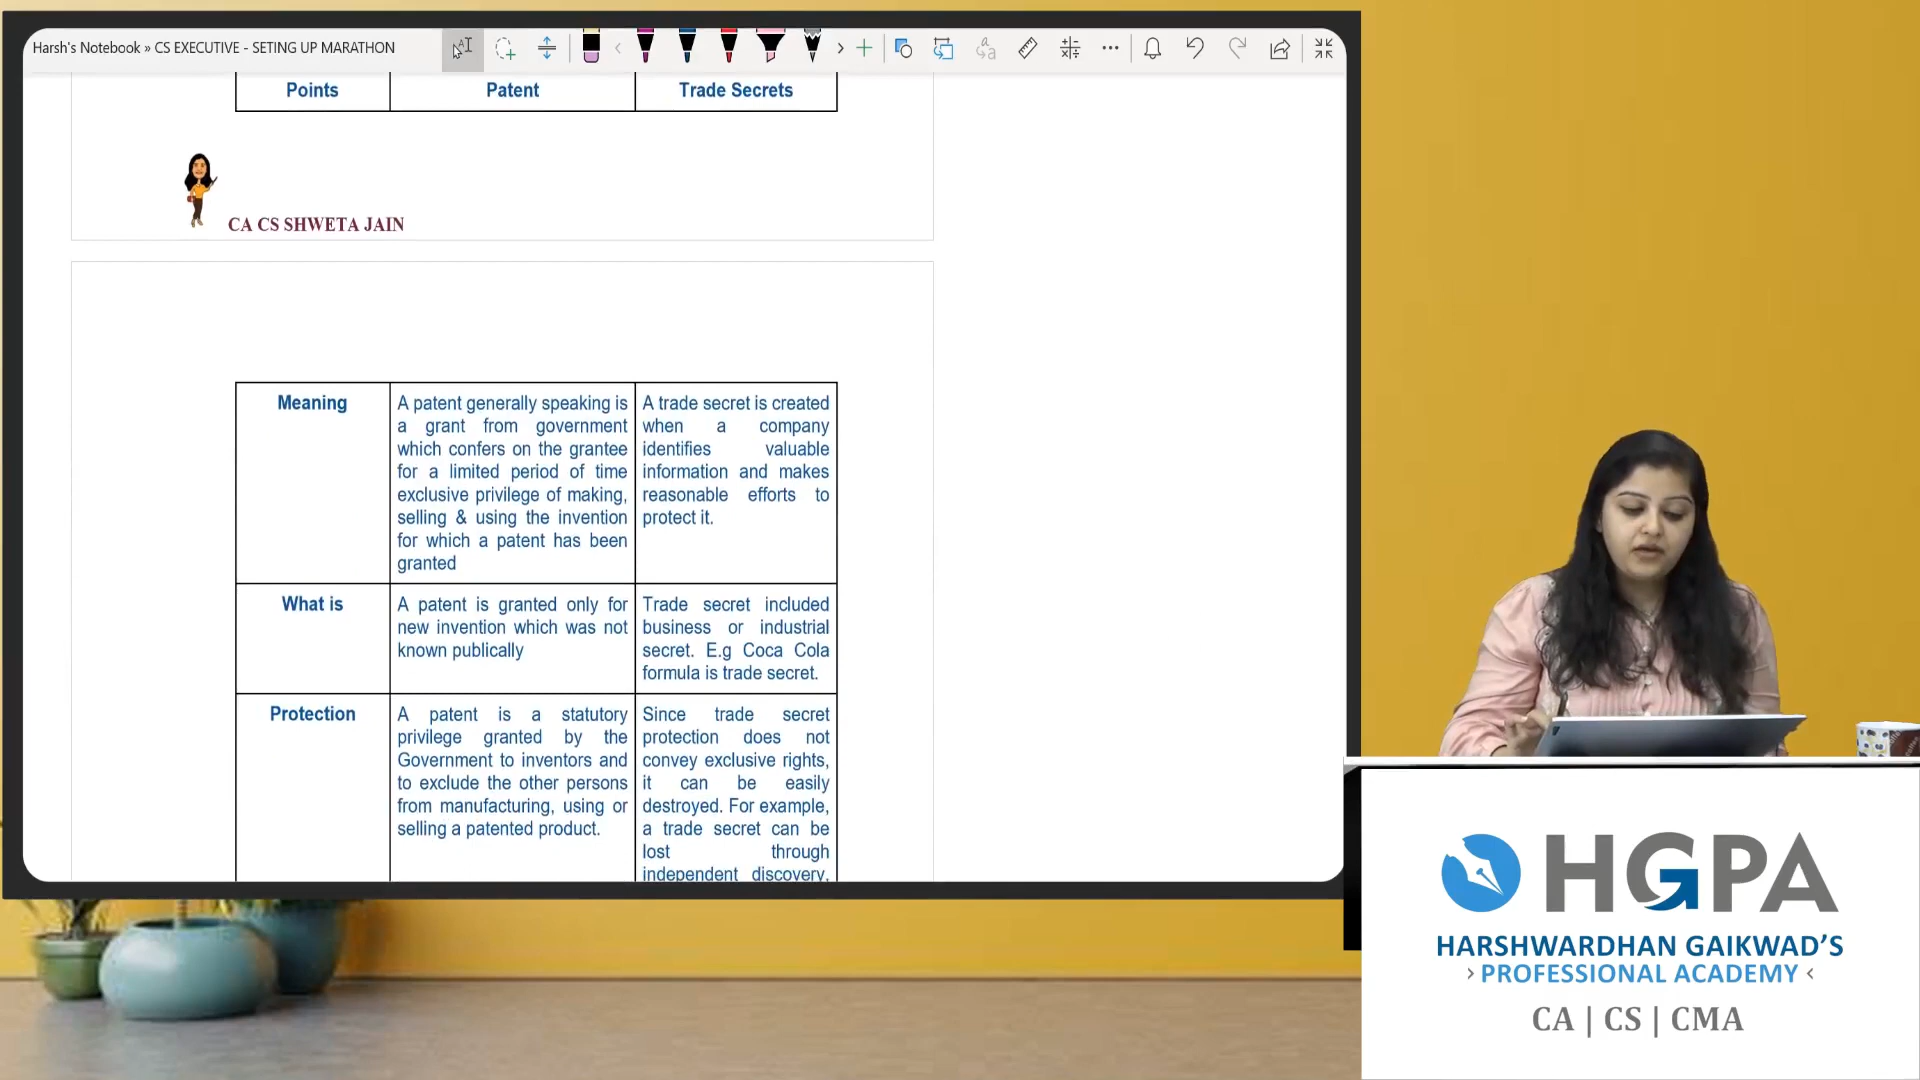 Harsh's Notebook » CS EXECUTIVE - SETING UP MARATHON
Points
Patent
Trade Secrets
CA CS SHWETA JAIN
Meaning
A patent generally speaking is
a grant from government
which confers on the grantee
for a limited period of time
exclusive privilege of making,
selling & using the invention
for which a patent has been
granted
A trade secret is created
when a company
identifies valuable
information and makes
reasonable efforts to
protect it.
What is
A patent is granted only for
new invention which was not
known publically
Trade secret included
business or industrial
secret. E.g Coca Cola
formula is trade secret.
Protection
A patent is a statutory
privilege granted by the
Government to inventors and
to exclude the other persons
from manufacturing, using or
selling a patented product.
Since trade secret
protection does not
convey exclusive rights,
it can be easily
destroyed. For example,
a trade secret can be
lost through
independent discovery,
HGPA
HARSHWARDHAN GAIKWAD'S
› PROFESSIONAL ACADEMY ‹
CA | CS | CMA